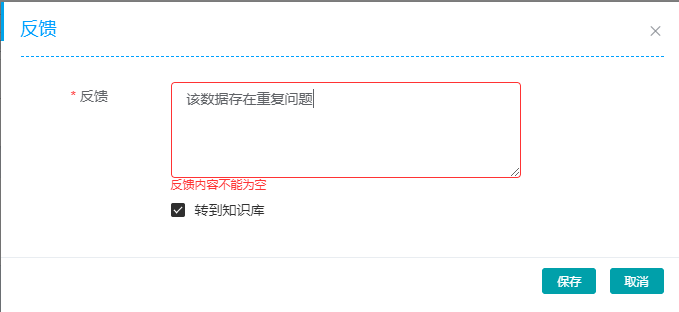 反馈
* 反馈
该数据存在重复问题
反馈内容不能为空
转到知识库
保存 取消